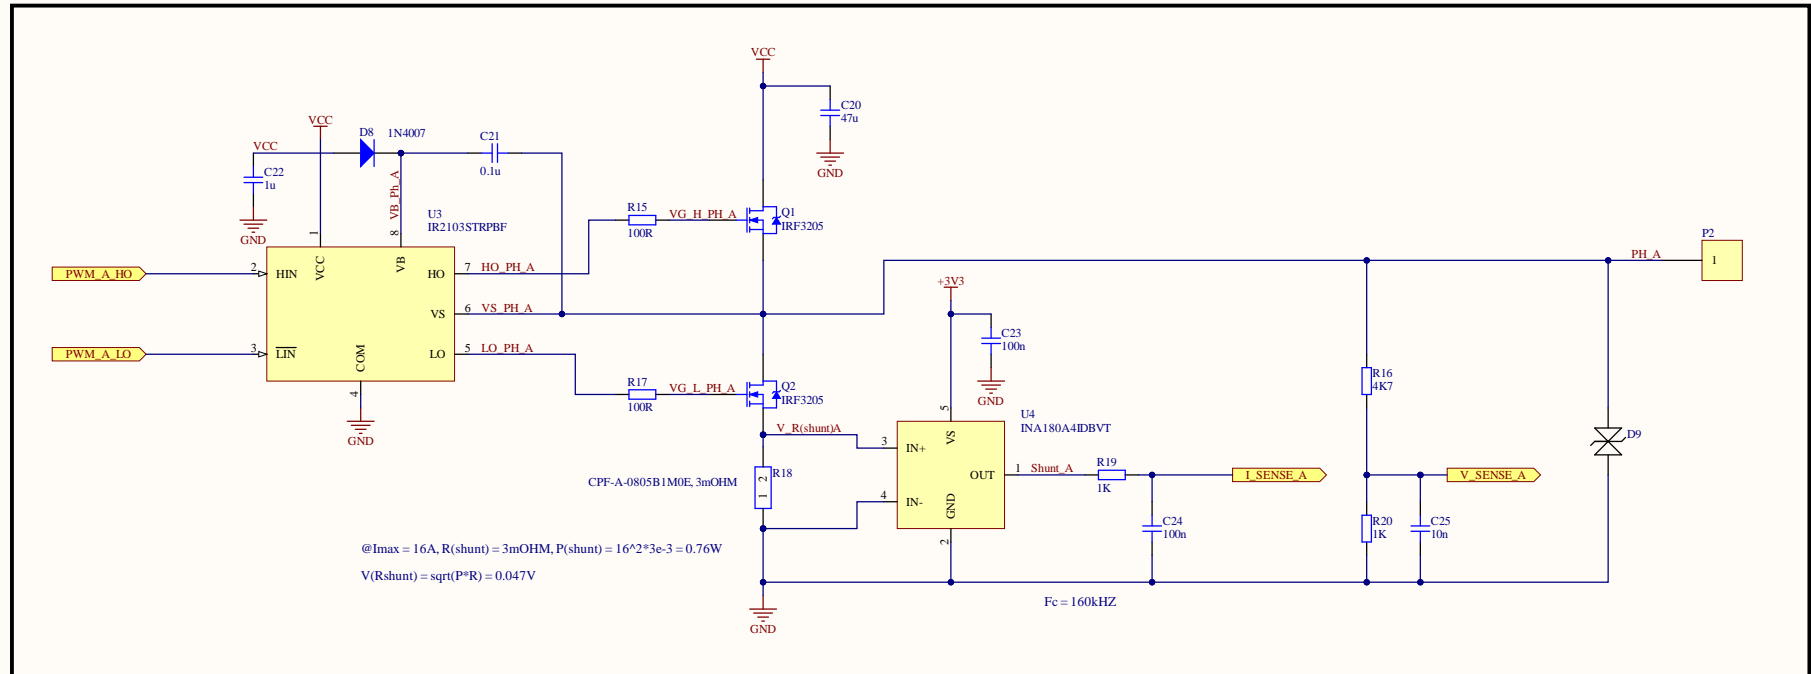 VCC
C20
47u
GND
VCC
D8
1N4007
C21
0.1u
VCC
C22
1u
GND
VB_Ph_A
U3
IR2103STRPBF
1
8
VCC
VB
PWM_A_HO
2
HIN
HO
7
HO_PH_A
VS
6
VS_PH_A
PWM_A_LO
3
LIN
LO
5
LO_PH_A
COM
4
GND
R15
100R
VG_H_PH_A
Q1
IRF3205
R17
100R
VG_L_PH_A
Q2
IRF3205
P2
PH_A
1
+3V3
C23
100n
GND
U4
INA180A4IDBVT
5
VS
V_R(shunt)A
3
IN+
4
IN-
OUT
1
Shunt_A
GND
2
R19
1K
I_SENSE_A
C24
100n
R16
4K7
V_SENSE_A
R20
1K
C25
10n
D9
CPF-A-0805B1M0E, 3mOHM
R18
1 2
@Imax = 16A, R(shunt) = 3mOHM, P(shunt) = 16^2*3e-3 = 0.76W
V(Rshunt) = sqrt(P*R) = 0.047V
Fc = 160kHZ
GND